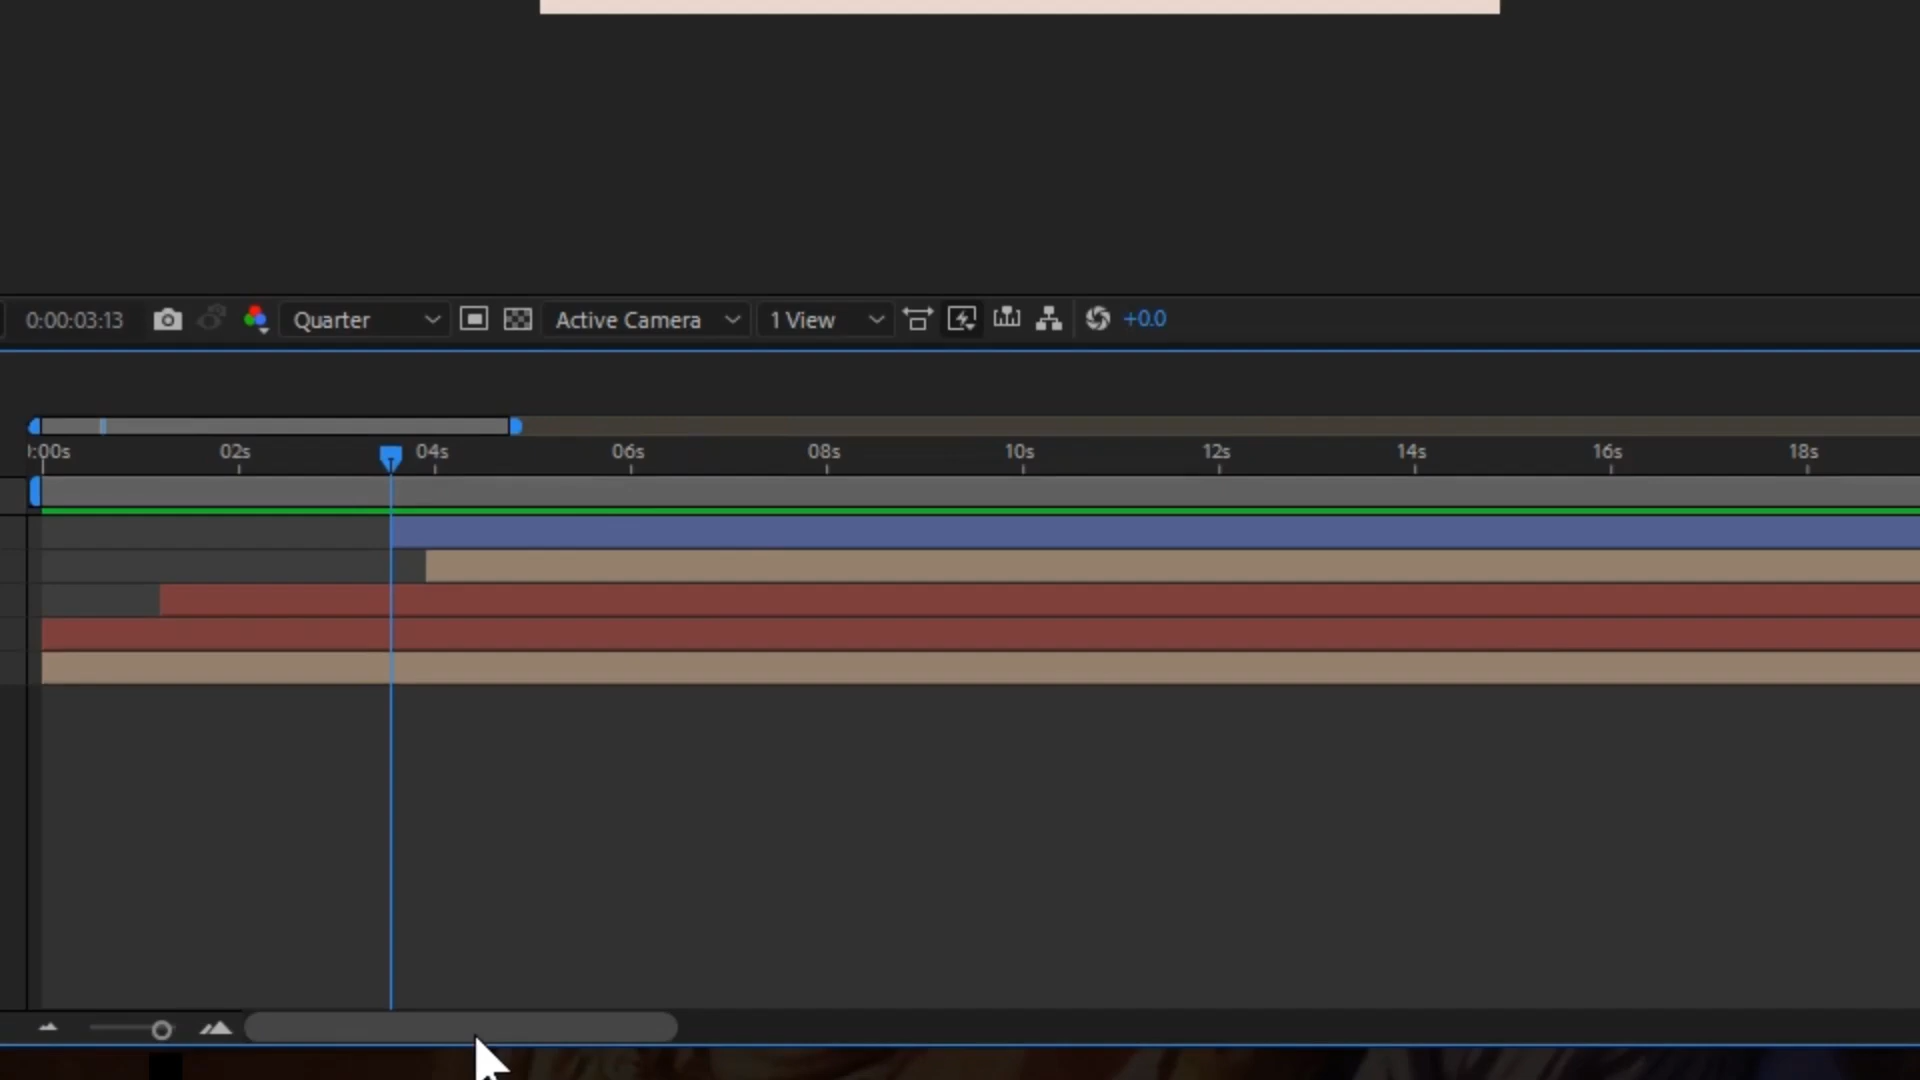 0:00:03:13 Quarter Active Camera 1 View +0.0
:00s 02s 04s 06s 08s 10s 12s 14s 16s 18s